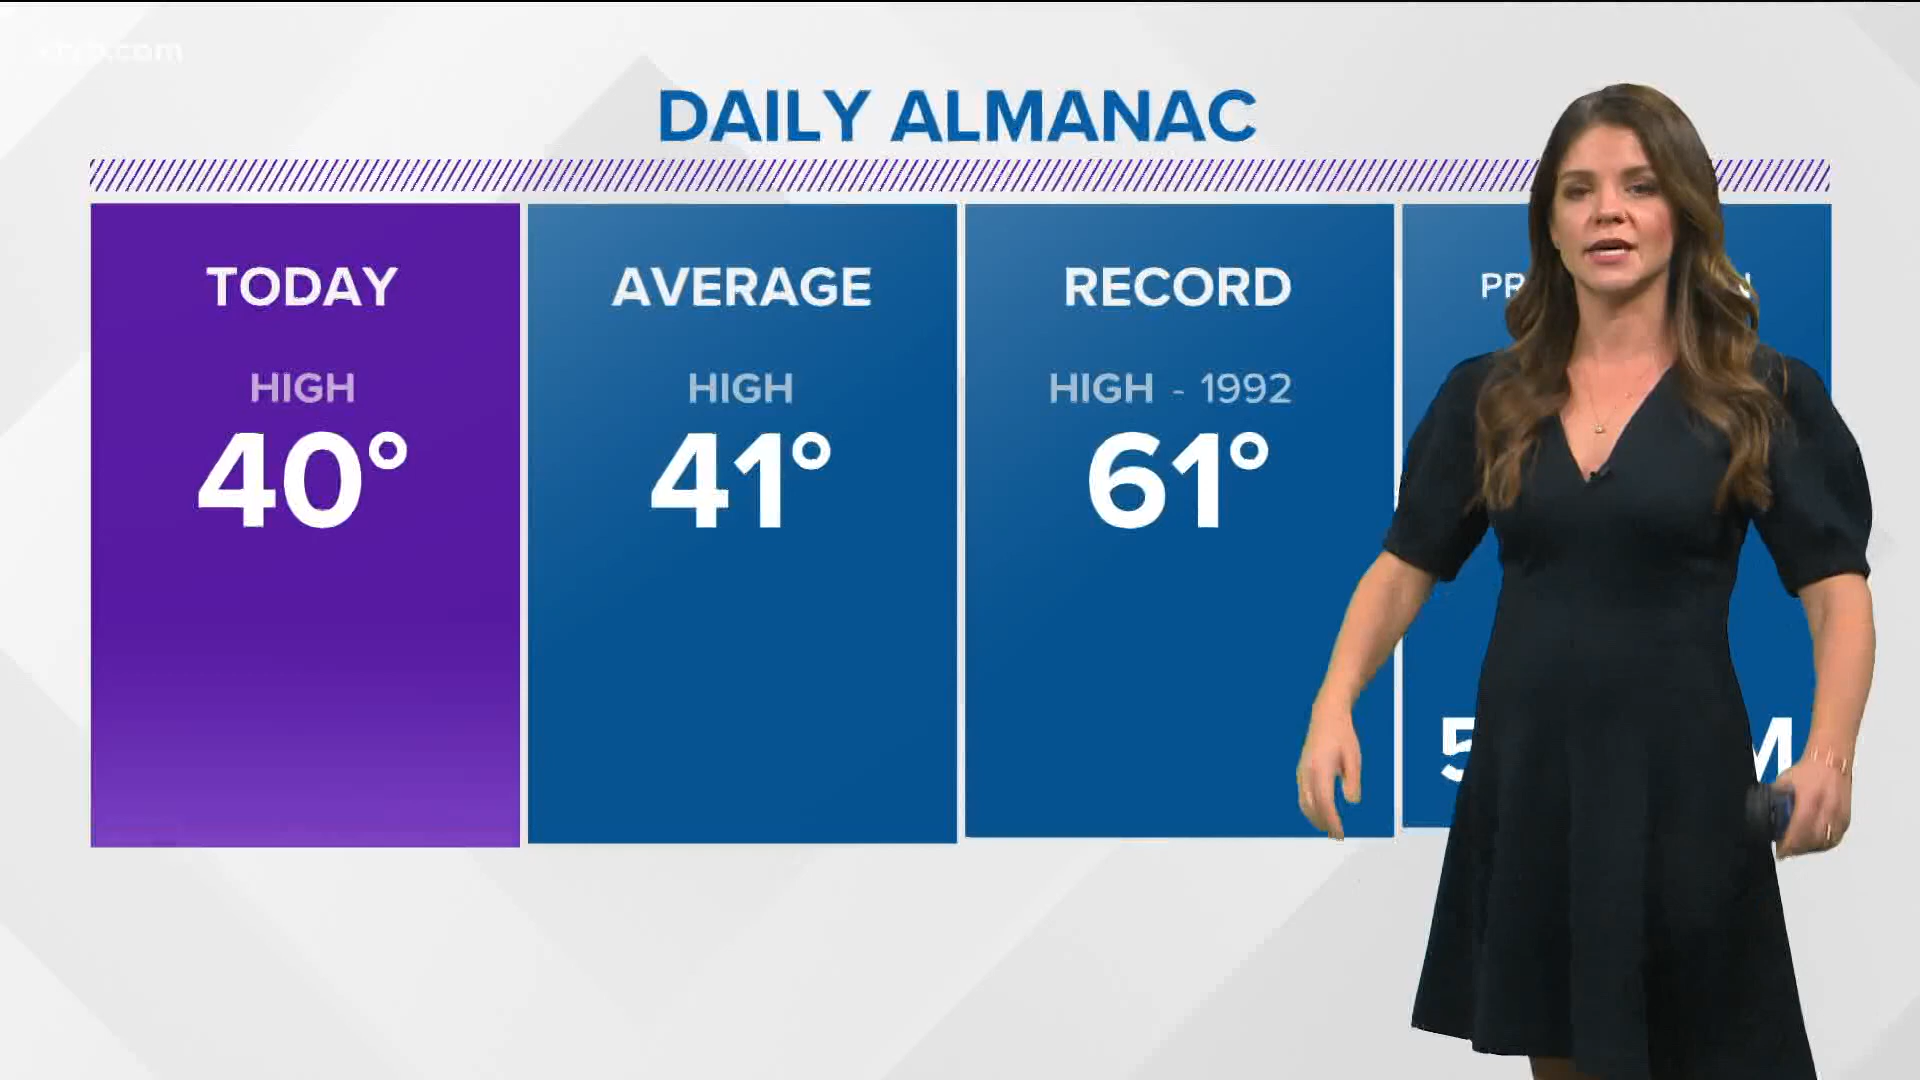 DAILY ALMANAC
TODAY
HIGH
40°
AVERAGE
HIGH
41°
RECORD
HIGH - 1992
61°